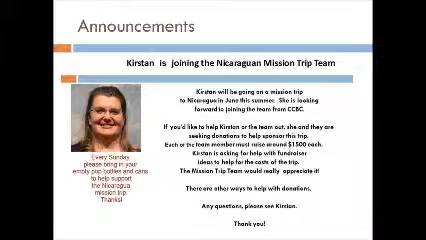 Announcements
Kirstan is joining the Nicaraguan Mission Trip Team
Kirstan will be going on a mission trip
to Nicaragua in June this summer. She is looking
forward to joining the team from CCBC.
If you'd like to help Kirstan or the team out, she and they are
seeking donations to help sponsor this trip.
Each of the team member must raise around $1500 each.
Kirstan is asking for help with fundraiser
ideas to help for the costs of the trip.
The Mission Trip Team would really appreciate it!
There are other ways to help with donations.
Any questions, please see Kirstan.
Thank you!
Every Sunday
please bring in your
empty pop bottles and cans
to help support
the Nicaragua
mission trip.
Thanks!